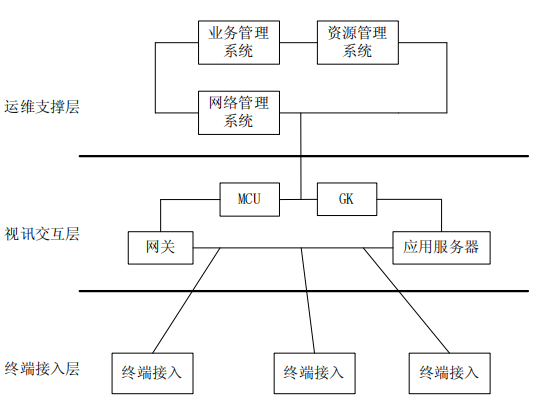 业务管理
系统
资源管理
系统
运维支撑层
网络管理
系统
MCU
GK
视讯交互层
网关
应用服务器
终端接入层
终端接入
终端接入
终端接入